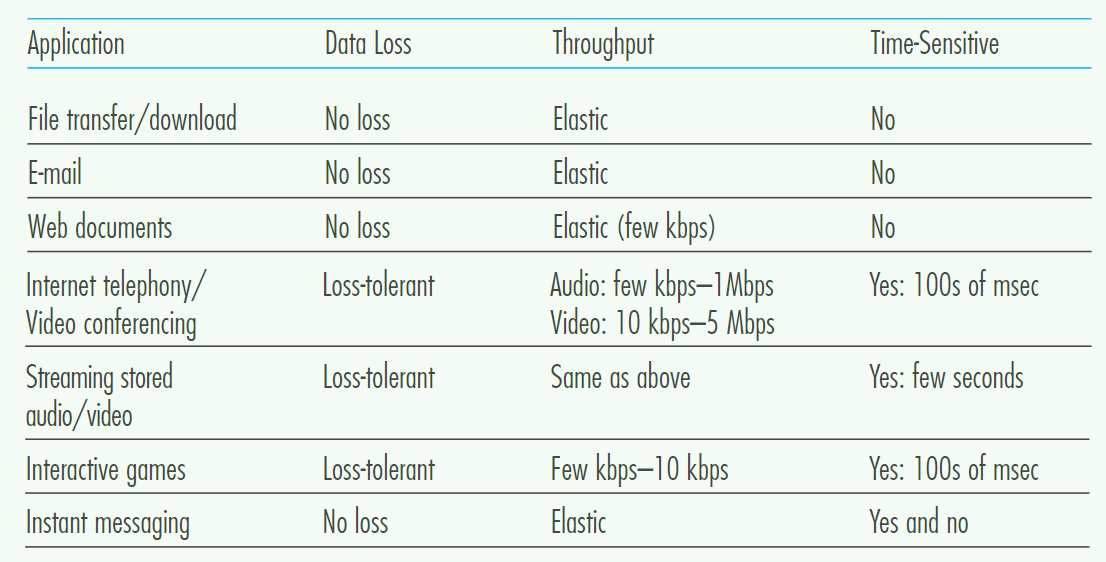 Application Data Loss Throughput Time-Sensitive
File transfer/download No loss Elastic No
E-mail No loss Elastic No
Web documents No loss Elastic (few kbps) No
Internet telephony/ Loss-tolerant Audio: few kbps–1Mbps Yes: 100s of msec
Video conferencing Video: 10 kbps–5 Mbps
Streaming stored Loss-tolerant Same as above Yes: few seconds
audio/video
Interactive games Loss-tolerant Few kbps–10 kbps Yes: 100s of msec
Instant messaging No loss Elastic Yes and no